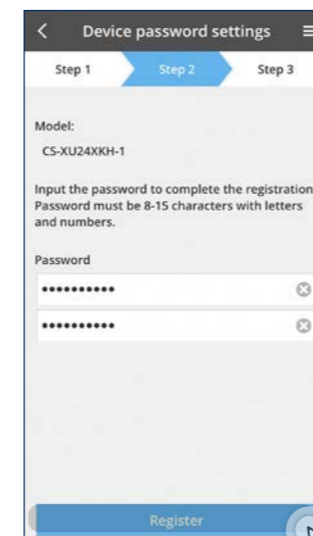 Device password settings
Step 1 Step 2 Step 3
Model:
CS-XU24XKH-1
Input the password to complete the registration
Password must be 8-15 characters with letters
and numbers.
Password
••••••••••
••••••••••
Register